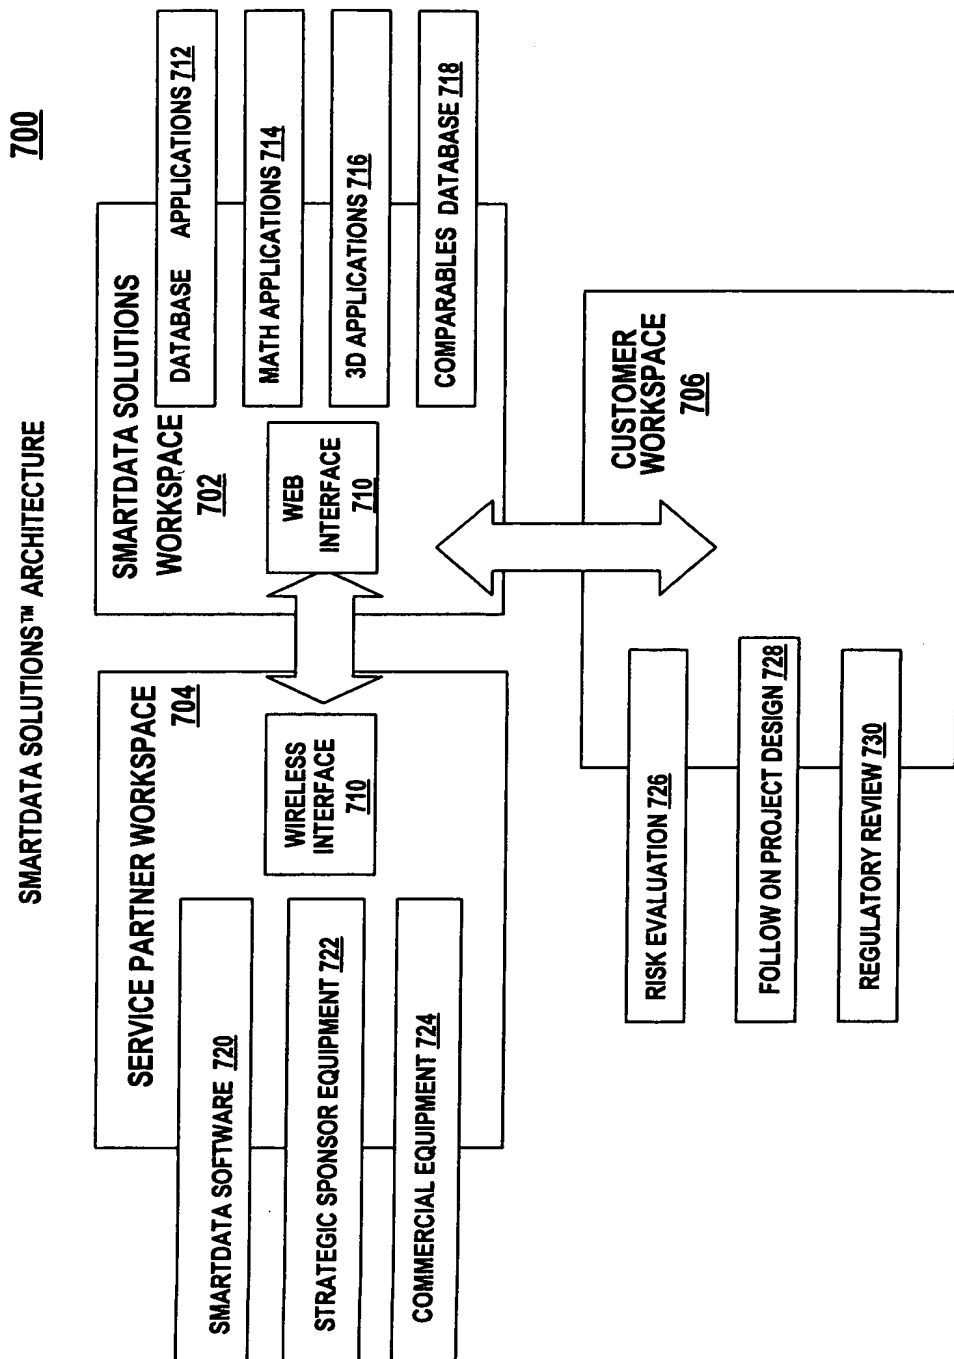 SMARTDATA SOLUTIONS™ ARCHITECTURE
700
SERVICE PARTNER WORKSPACE
704
SMARTDATA SOFTWARE 720
STRATEGIC SPONSOR EQUIPMENT 722
COMMERCIAL EQUIPMENT 724
WIRELESS
INTERFACE
710
SMARTDATA SOLUTIONS
WORKSPACE
702
WEB
INTERFACE
710
DATABASE APPLICATIONS 712
MATH APPLICATIONS 714
3D APPLICATIONS 716
COMPARABLES DATABASE 718
CUSTOMER
WORKSPACE
706
RISK EVALUATION 726
FOLLOW ON PROJECT DESIGN 728
REGULATORY REVIEW 730